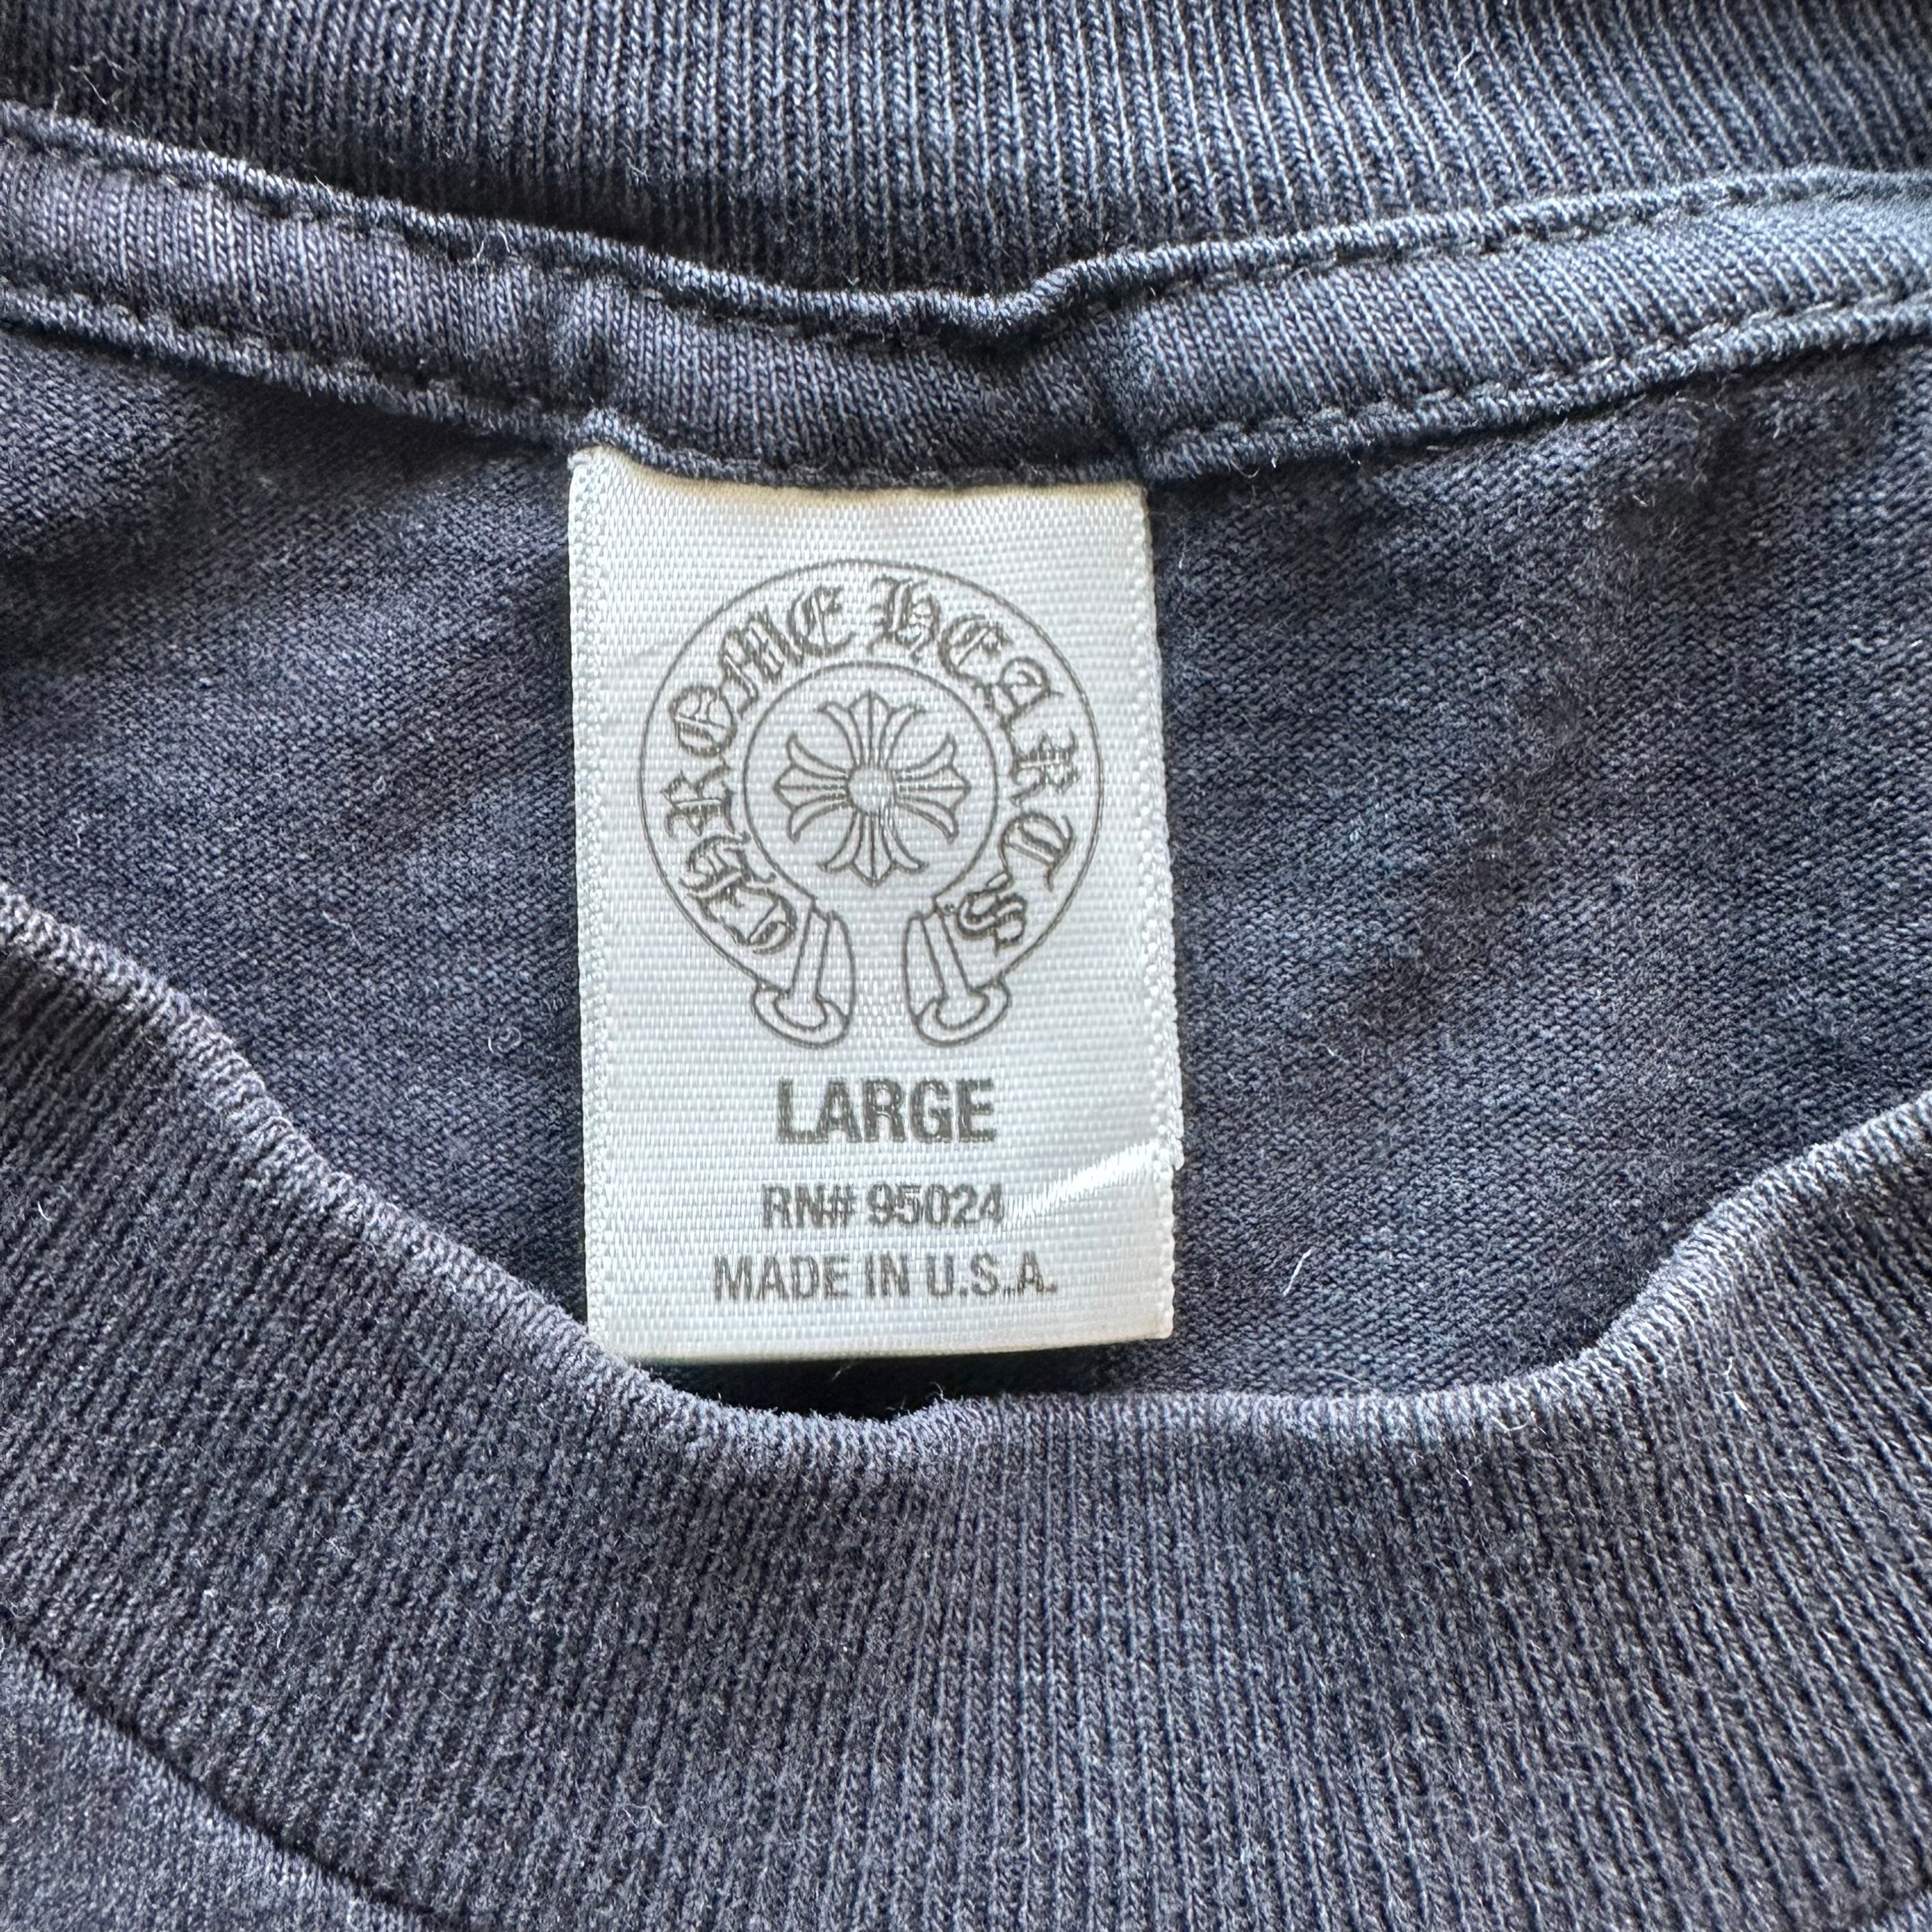 CHROME HEARTS
LARGE
RN# 95024
MADE IN U.S.A.